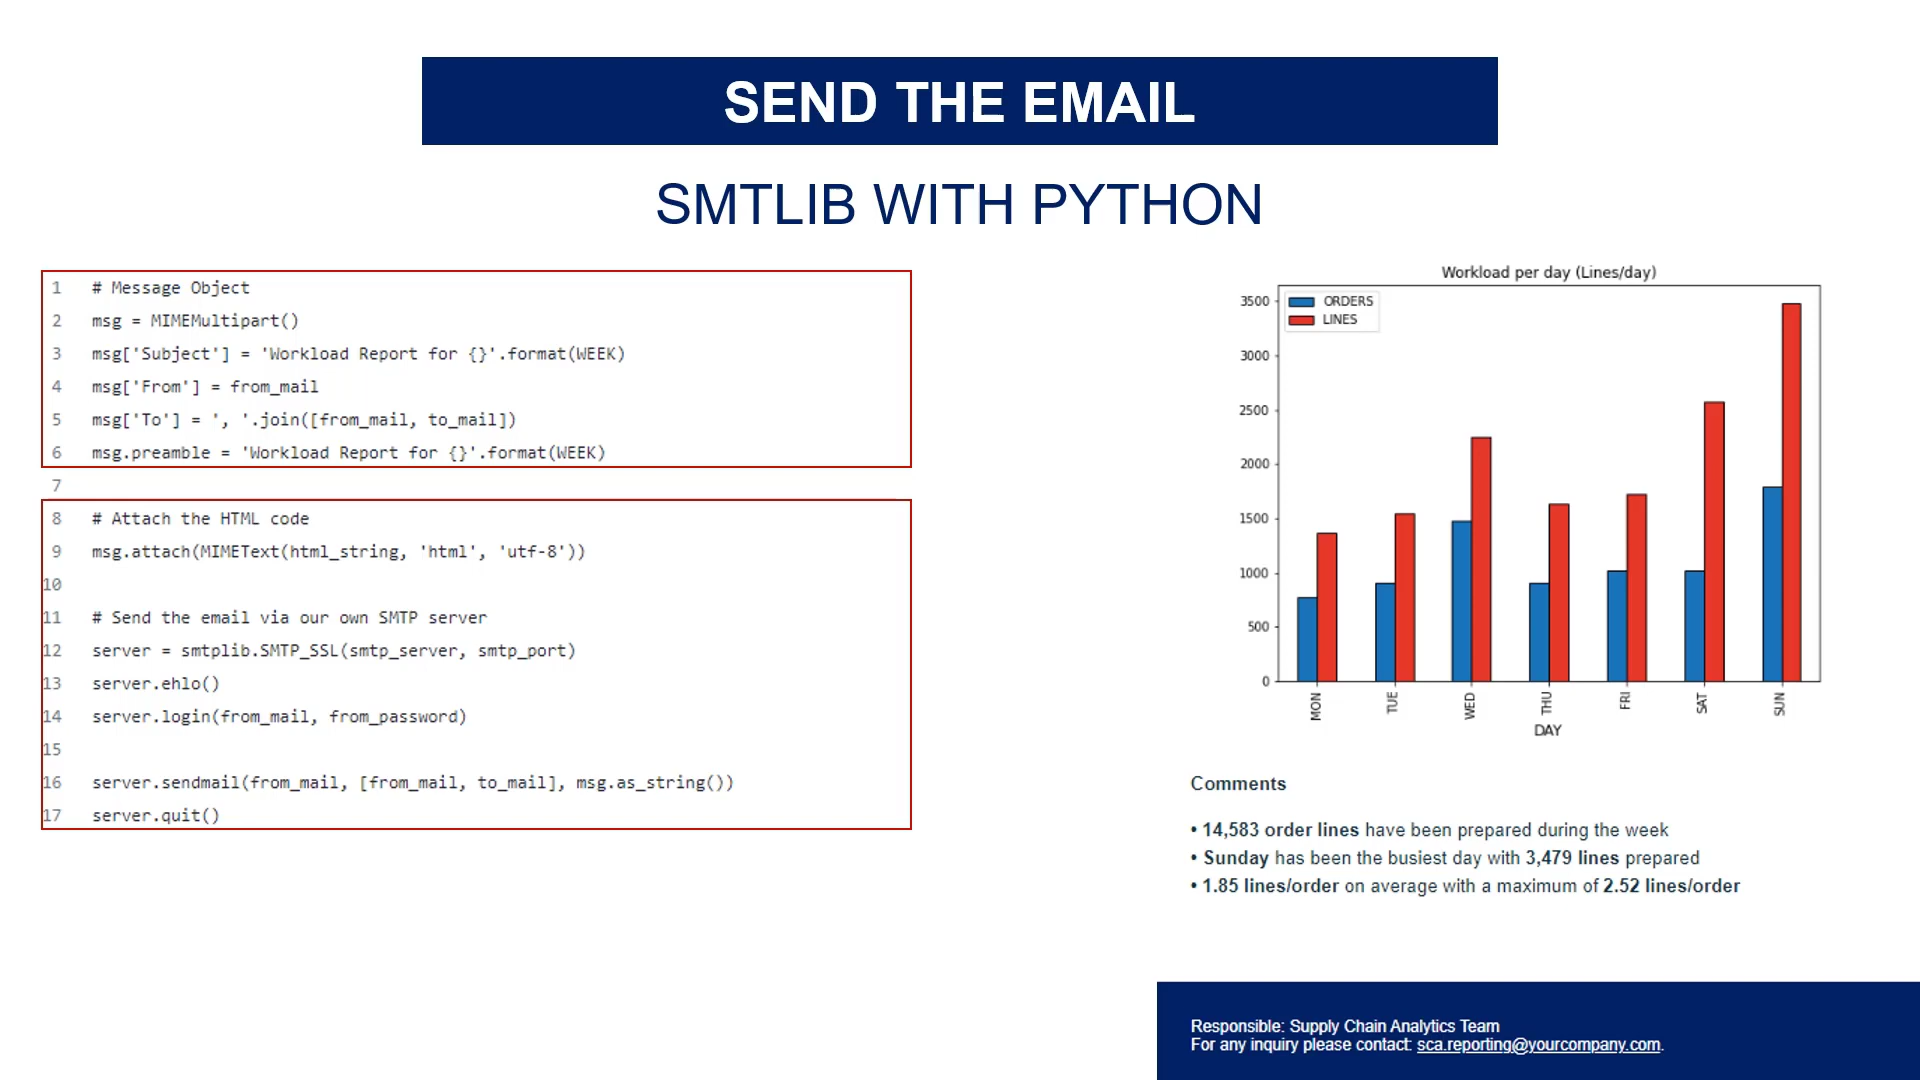 SEND THE EMAIL
SMTLIB WITH PYTHON
1 # Message Object
2 msg = MIMEMultipart()
3 msg['Subject'] = 'Workload Report for {}'.format(WEEK)
4 msg['From'] = from_mail
5 msg['To'] = ', '.join([from_mail, to_mail])
6 msg.preamble = 'Workload Report for {}'.format(WEEK)
7
8 # Attach the HTML code
9 msg.attach(MIMEText(html_string, 'html', 'utf-8'))
10
11 # Send the email via our own SMTP server
12 server = smtplib.SMTP_SSL(smtp_server, smtp_port)
13 server.ehlo()
14 server.login(from_mail, from_password)
15
16 server.sendmail(from_mail, [from_mail, to_mail], msg.as_string())
17 server.quit()
Workload per day (Lines/day)
ORDERS
LINES
3500
3000
2500
2000
1500
1000
500
0
MON TUE WED THU FRI SAT SUN
DAY
Comments
• 14,583 order lines have been prepared during the week
• Sunday has been the busiest day with 3,479 lines prepared
• 1.85 lines/order on average with a maximum of 2.52 lines/order
Responsible: Supply Chain Analytics Team
For any inquiry please contact: sca.reporting@yourcompany.com.